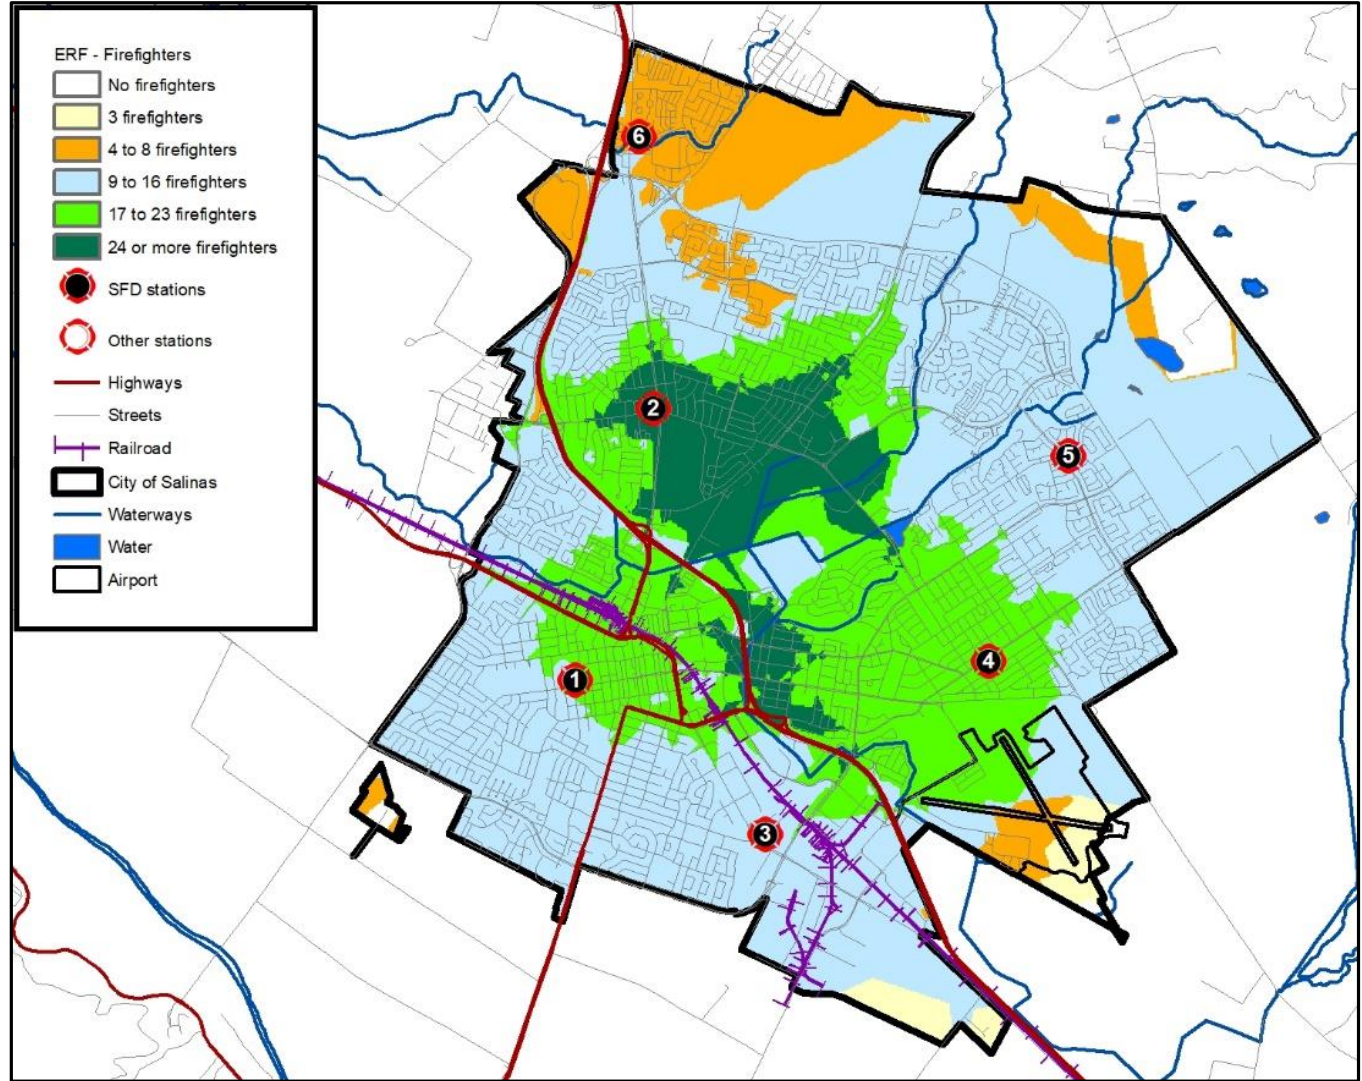 ERF - Firefighters
No firefighters
3 firefighters
4 to 8 firefighters
9 to 16 firefighters
17 to 23 firefighters
24 or more firefighters
SFD stations
Other stations
Highways
Streets
Railroad
City of Salinas
Waterways
Water
Airport
6
2
5
4
1
3